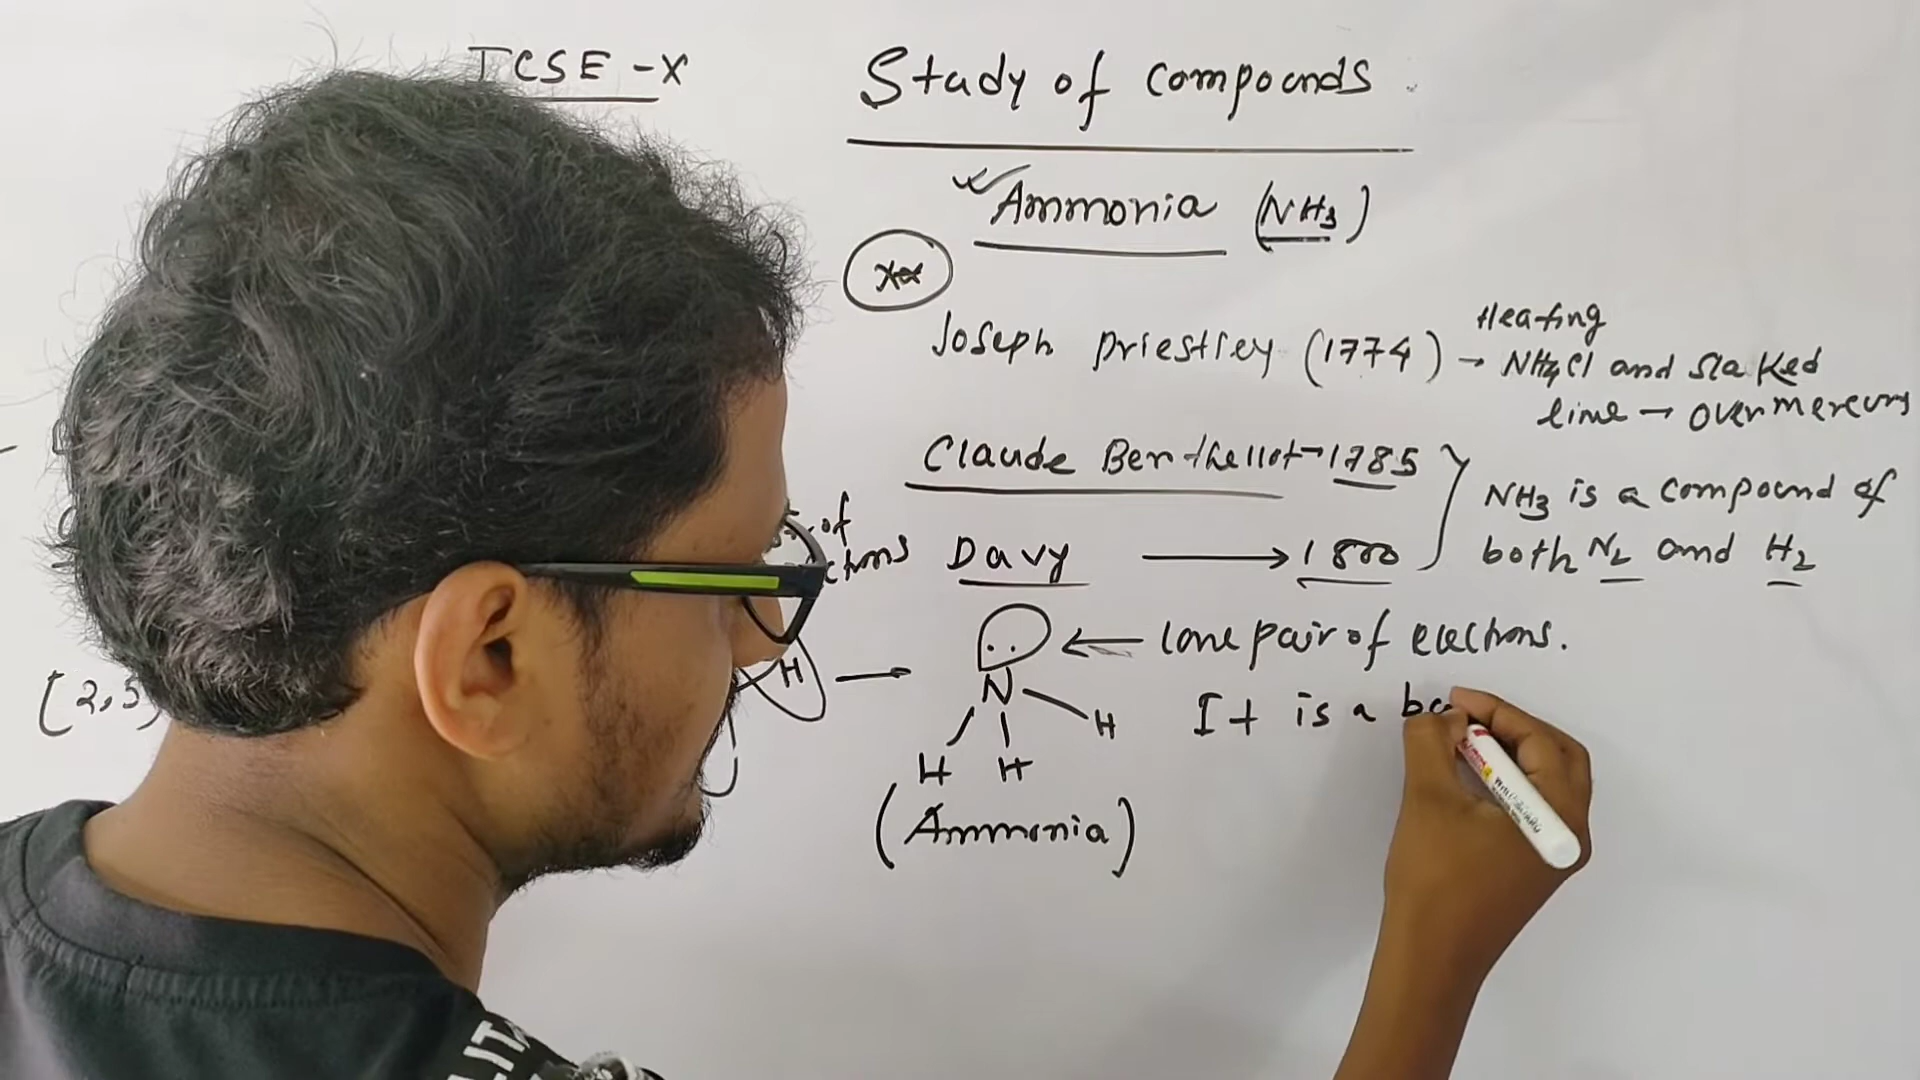 ICSE - X
Study of compounds
Ammonia (NH3)
Joseph Priestley (1774) →
Heating
NH4Cl and slaked
lime → over mercury
Claude Berthellot → 1785
Davy → 1800
NH3 is a compound of
both N2 and H2
of
[2,5)
H →
← lone pair of electrons.
N
H
H H
(Ammonia)
It is a ba